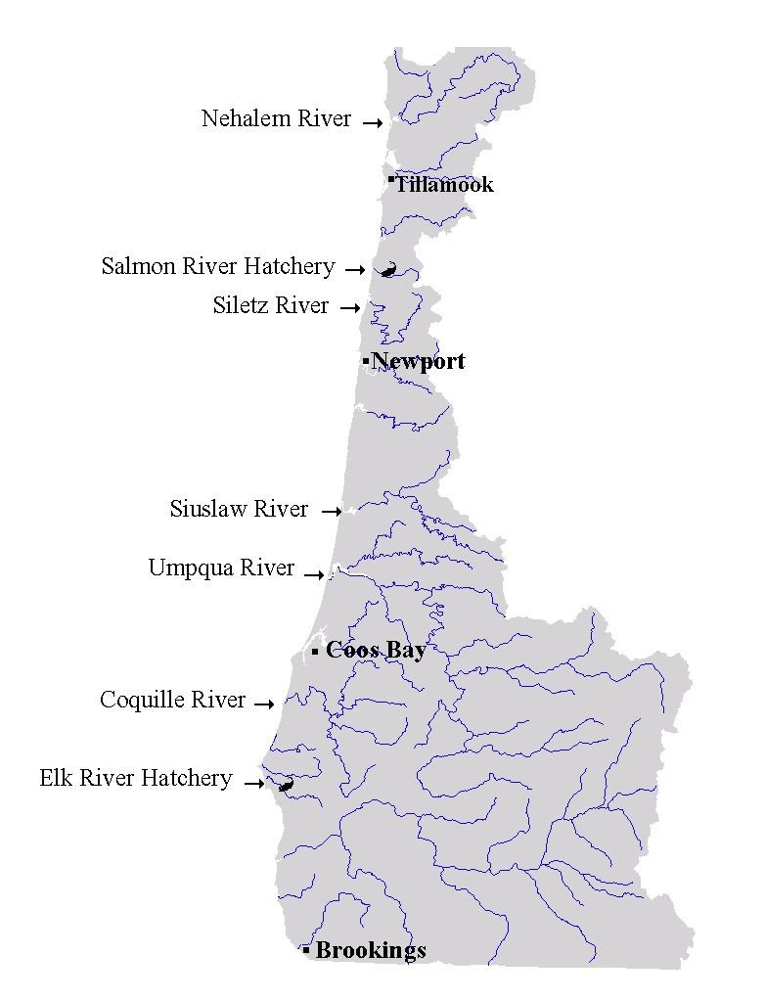 Nehalem River
Tillamook
Salmon River Hatchery
Siletz River
Newport
Siuslaw River
Umpqua River
Coos Bay
Coquille River
Elk River Hatchery
Brookings